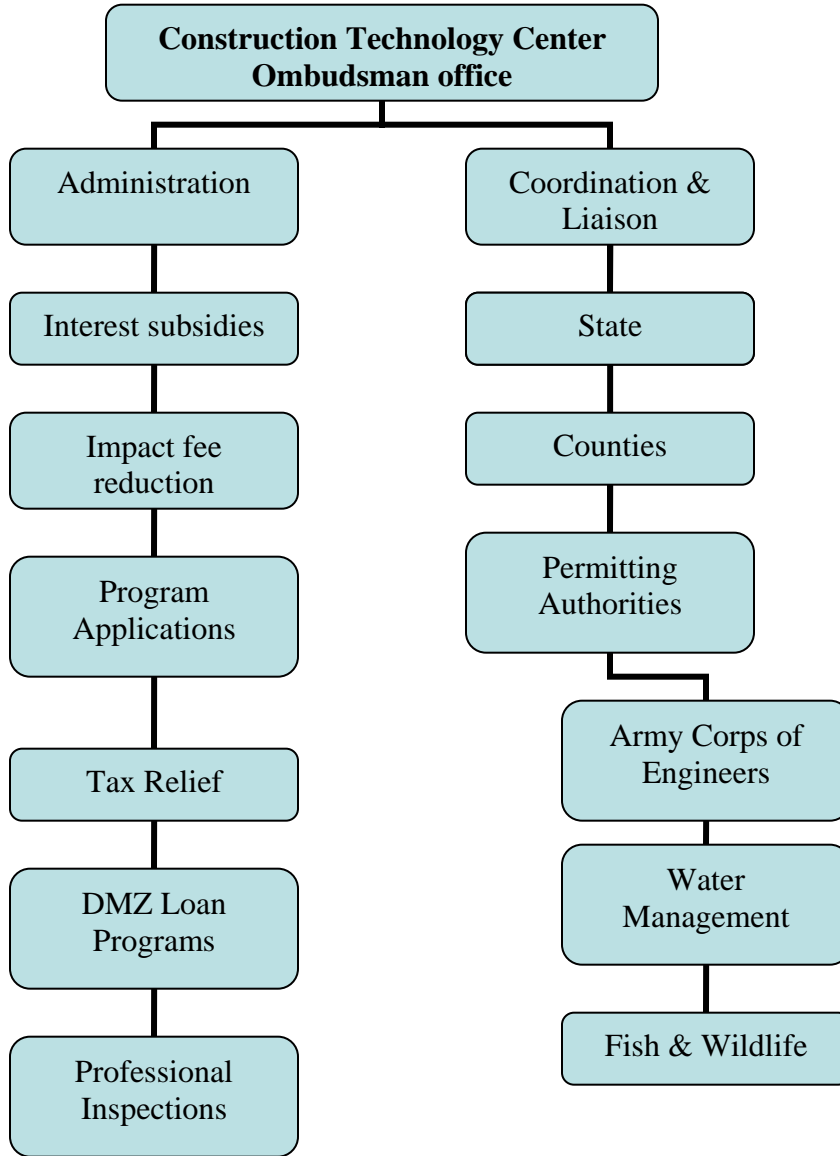 Construction Technology Center
Ombudsman office
Administration
Interest subsidies
Impact fee
reduction
Program
Applications
Tax Relief
DMZ Loan
Programs
Professional
Inspections
Coordination &
Liaison
State
Counties
Permitting
Authorities
Army Corps of
Engineers
Water
Management
Fish & Wildlife